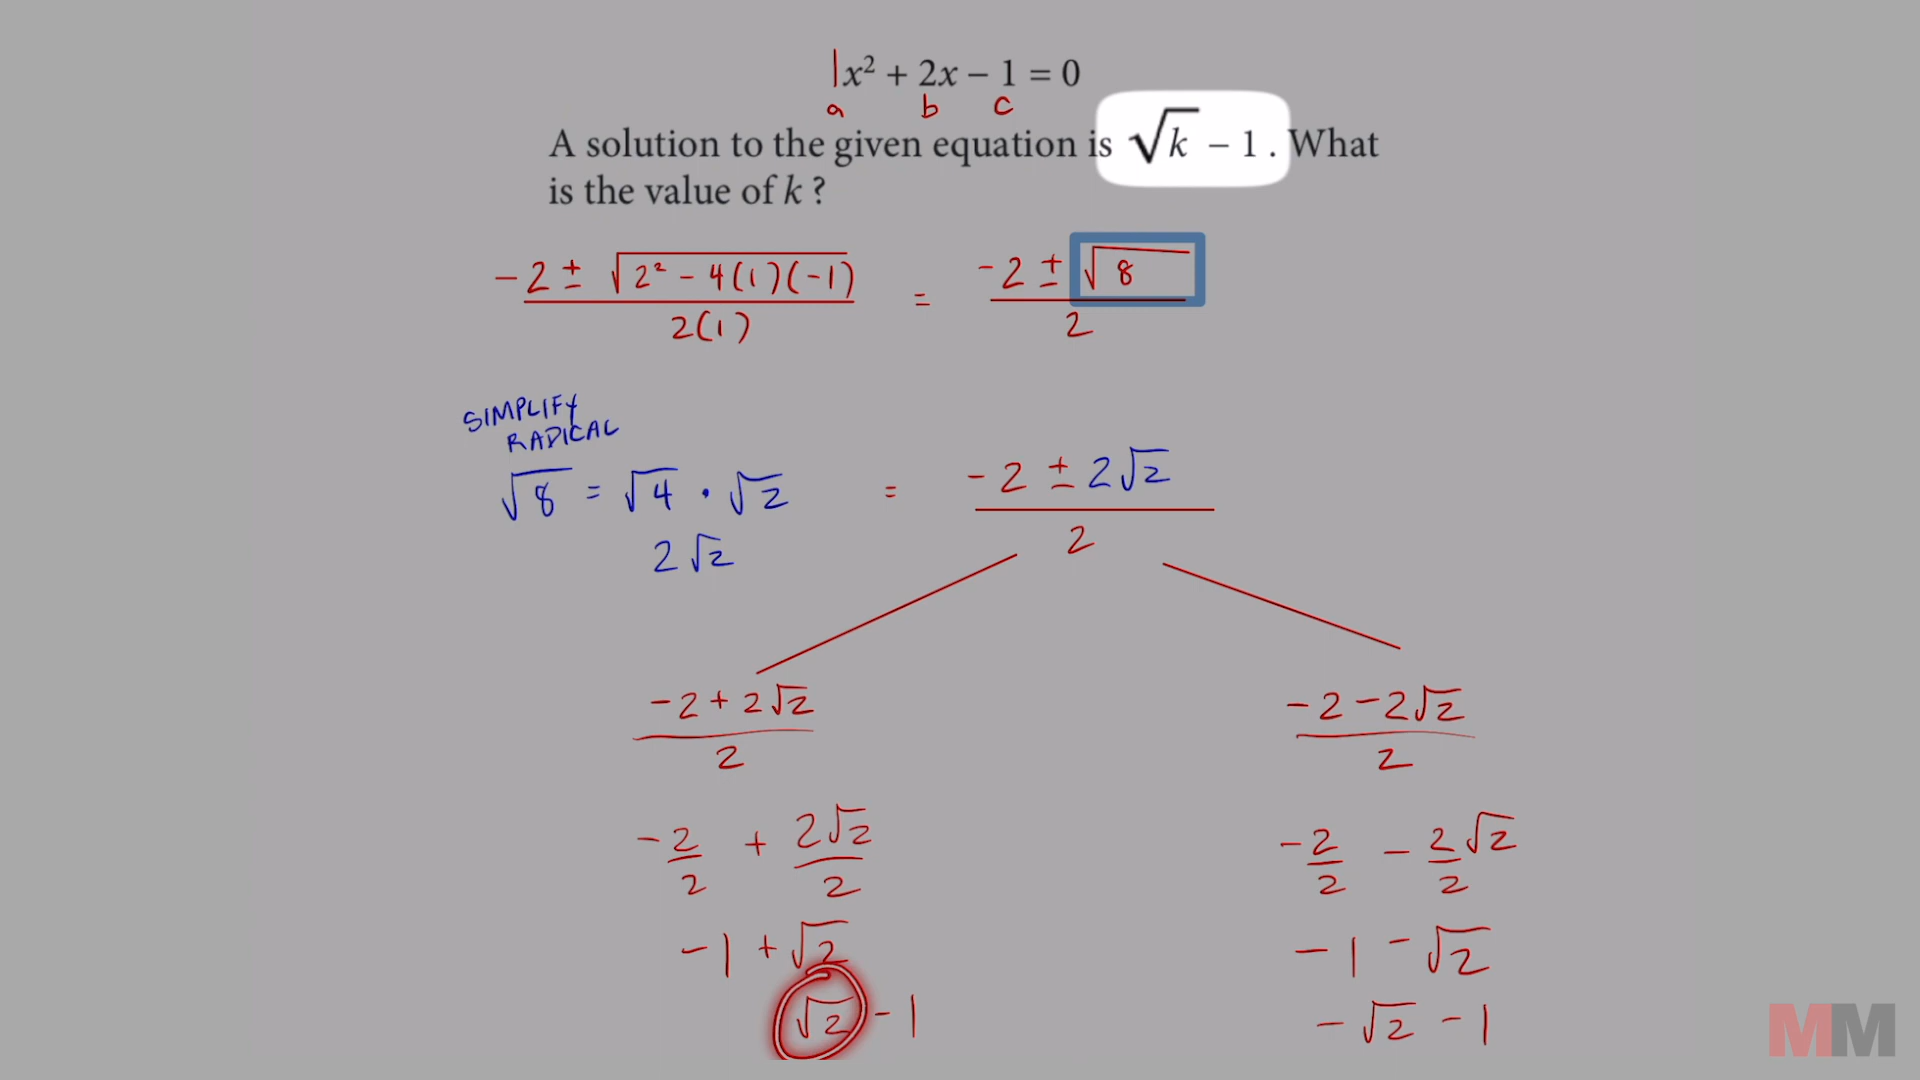 1x² + 2x − 1 = 0
a b c
A solution to the given equation is √k − 1. What
is the value of k?
-2 ± √(2² - 4(1)(-1)) / 2(1) = -2 ± √8 / 2
SIMPLIFY
RADICAL
√8 = √4 · √2 = -2 ± 2√2 / 2
2√2
-2 + 2√2 / 2 -2 - 2√2 / 2
-2/2 + 2√2/2 -2/2 - 2√2/2
-1 + √2 -1 - √2
√2 - 1 -√2 - 1
MM